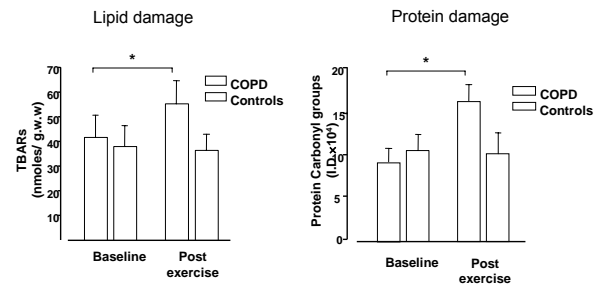 Lipid damage
*
70
60
50
40
30
20
10
TBARs
(nmoles/ g.w.w)
COPD
Controls
Baseline
Post
exercise
Protein damage
*
20
15
10
5
0
Protein Carbonyl groups
(I.D.×10⁴)
COPD
Controls
Baseline
Post
exercise